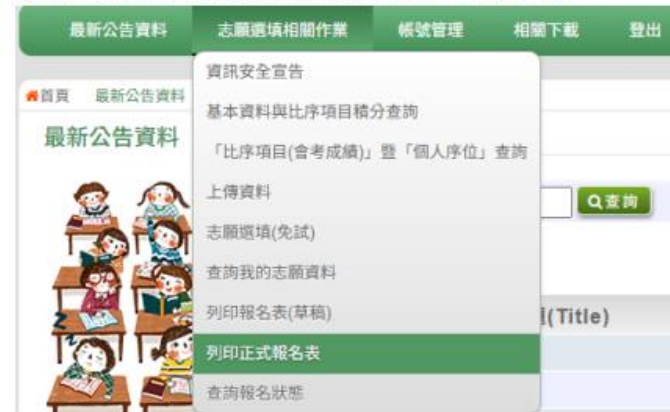 最新公告資料 志願選填相關作業 帳號管理 相關下載 登出
資訊安全宣告
首頁 最新公告資料
基本資料與比序項目積分查詢
最新公告資料
「比序項目(會考成績)」暨「個人序位」查詢
上傳資料
查詢
志願選填(免試)
查詢我的志願資料
列印報名表(草稿)
(Title)
列印正式報名表
查詢報名狀態